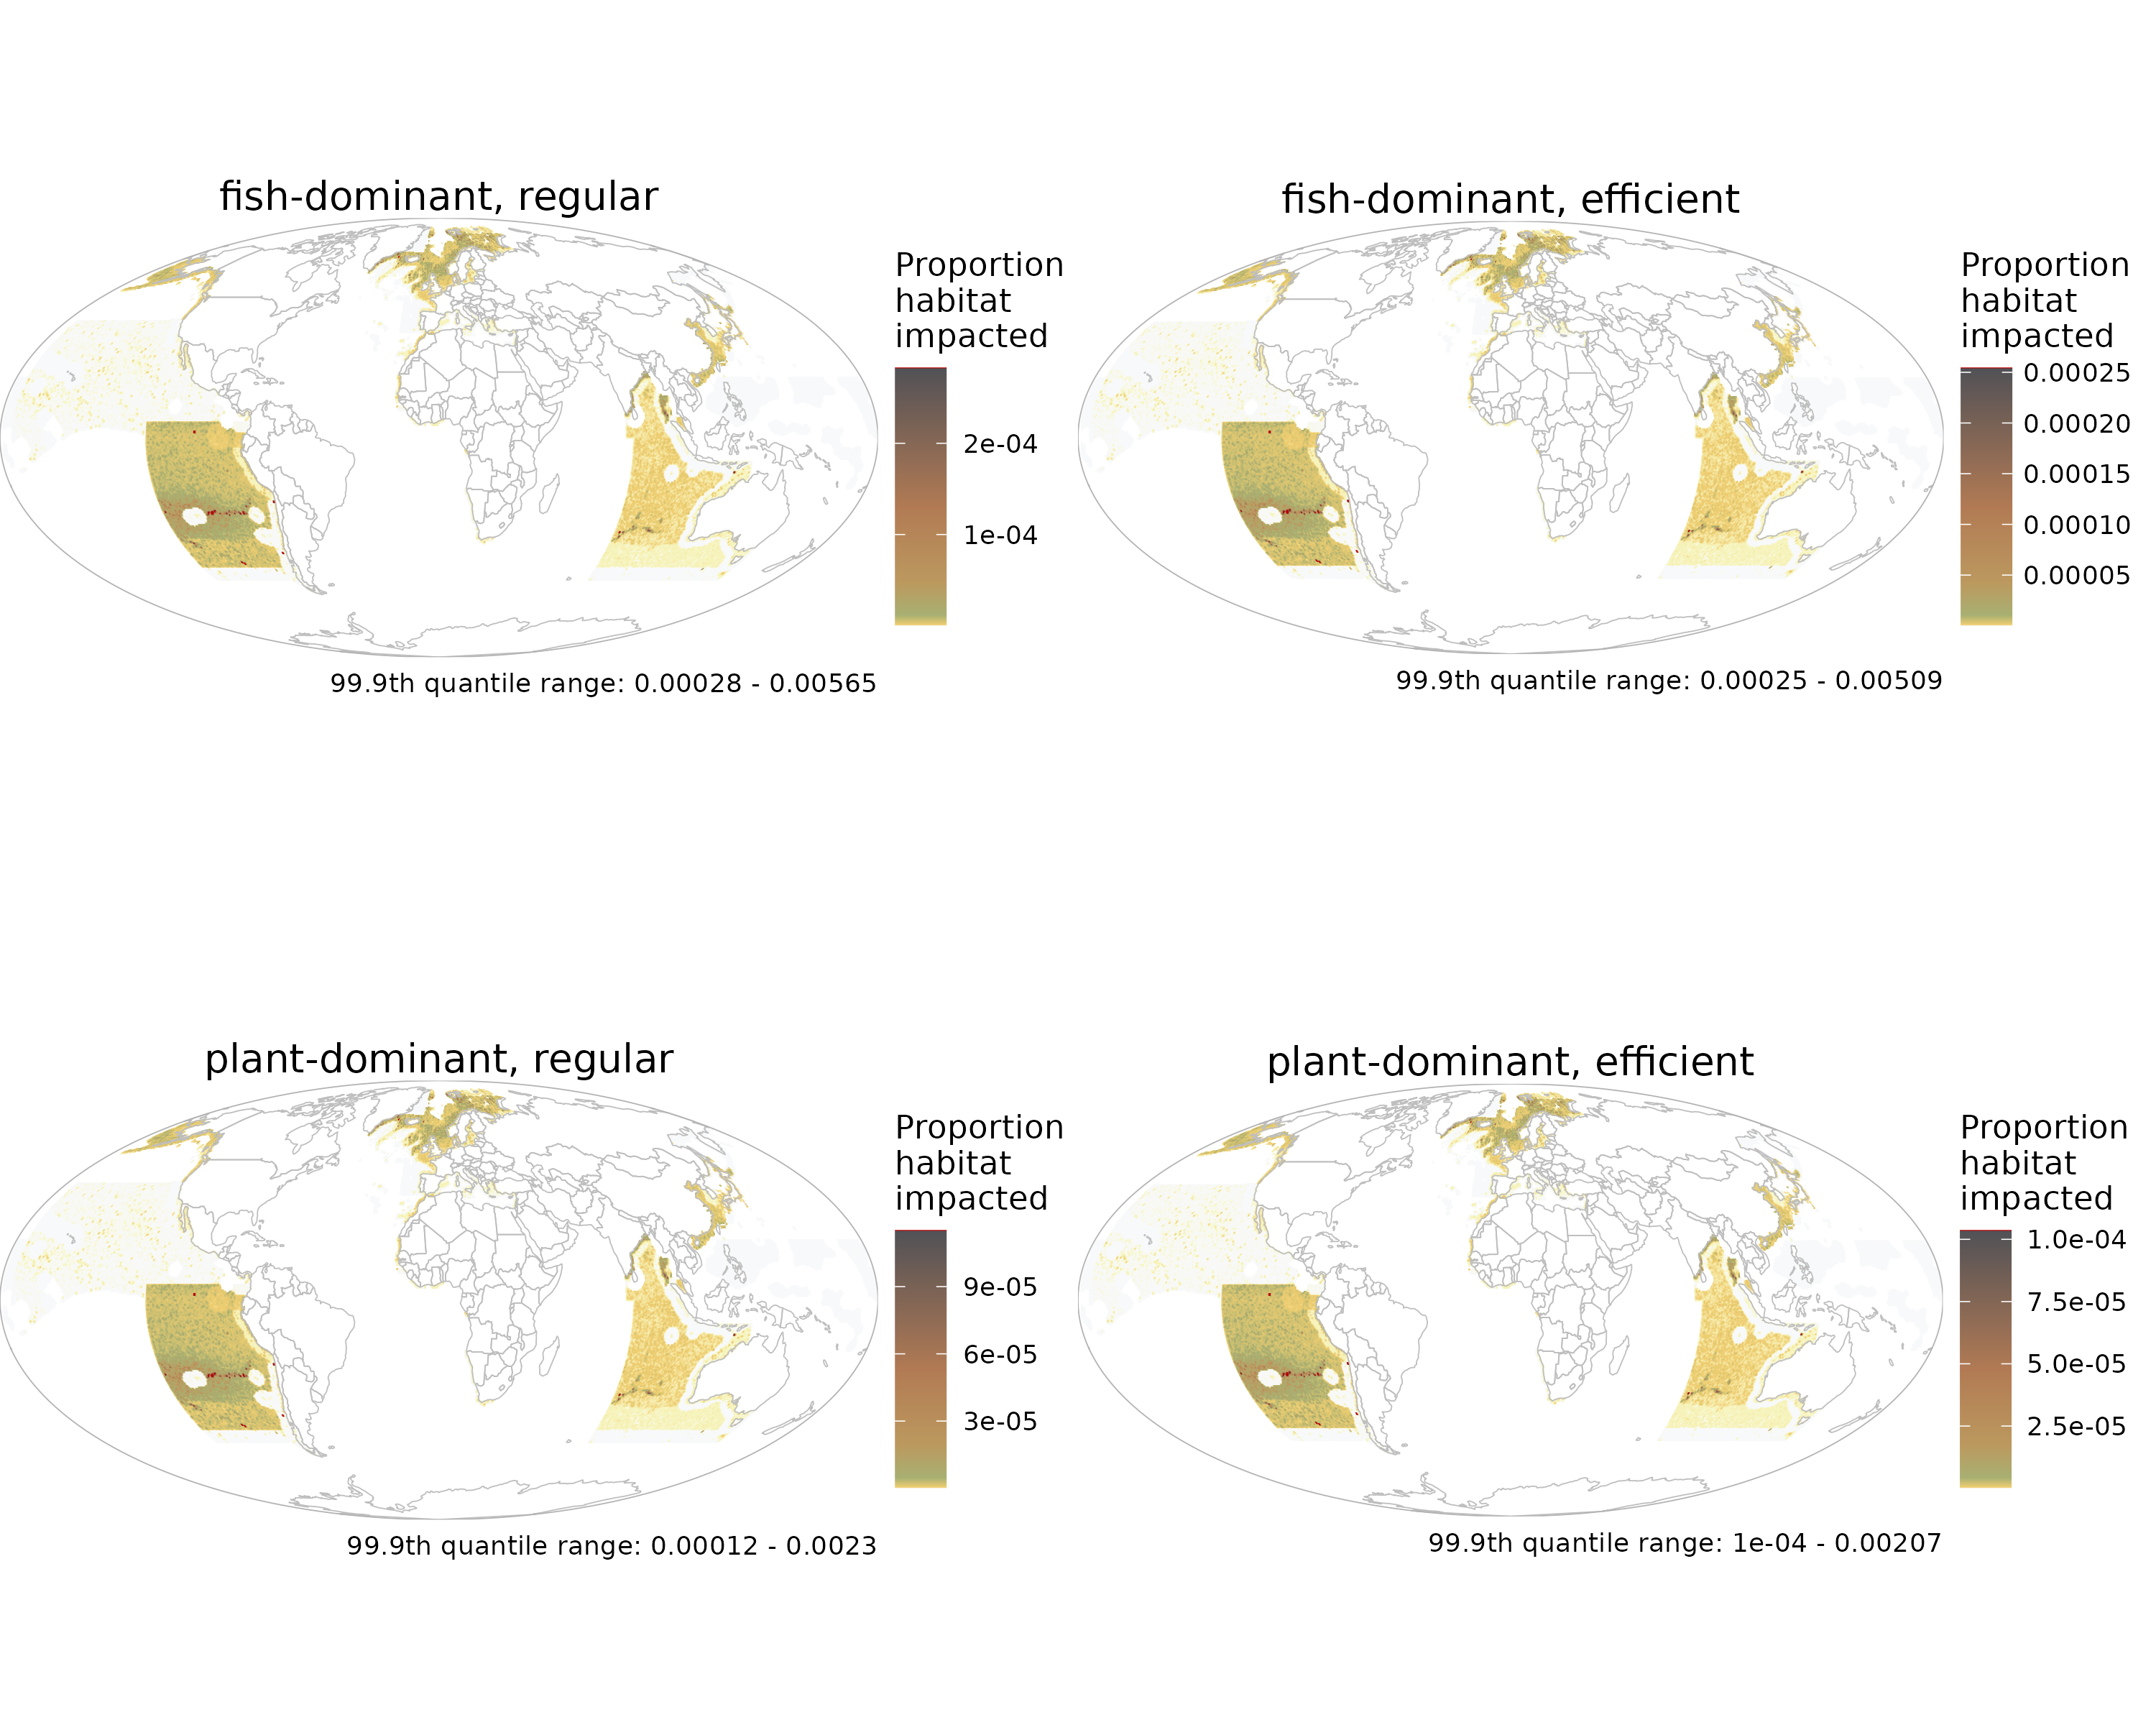 fish-dominant, regular
Proportion
habitat
impacted
2e-04
1e-04
99.9th quantile range: 0.00028 - 0.00565
fish-dominant, efficient
Proportion
habitat
impacted
0.00025
0.00020
0.00015
0.00010
0.00005
99.9th quantile range: 0.00025 - 0.00509
plant-dominant, regular
Proportion
habitat
impacted
9e-05
6e-05
3e-05
99.9th quantile range: 0.00012 - 0.0023
plant-dominant, efficient
Proportion
habitat
impacted
1.0e-04
7.5e-05
5.0e-05
2.5e-05
99.9th quantile range: 1e-04 - 0.00207